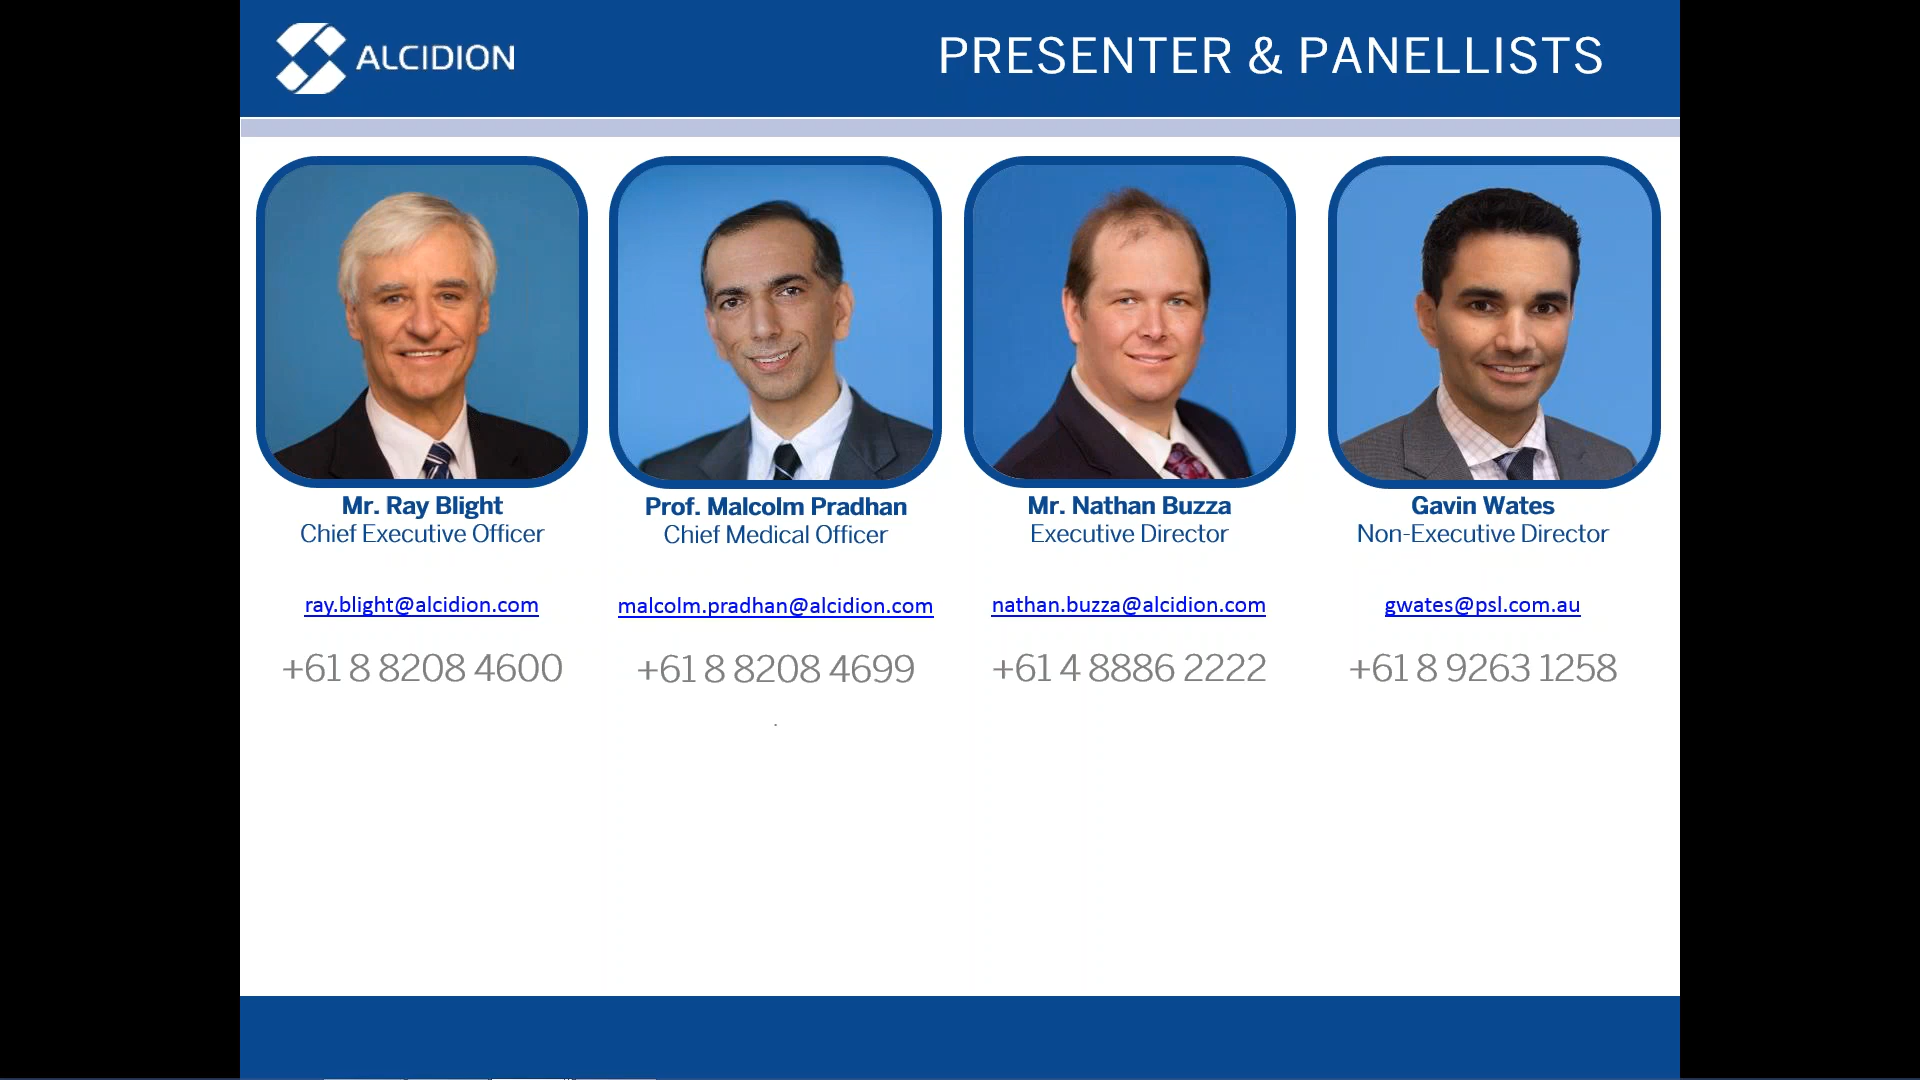 ALCIDION
PRESENTER & PANELLISTS
Mr. Ray Blight
Chief Executive Officer
ray.blight@alcidion.com
+61 8 8208 4600
Prof. Malcolm Pradhan
Chief Medical Officer
malcolm.pradhan@alcidion.com
+61 8 8208 4699
.
Mr. Nathan Buzza
Executive Director
nathan.buzza@alcidion.com
+61 4 8886 2222
Gavin Wates
Non-Executive Director
gwates@psl.com.au
+61 8 9263 1258